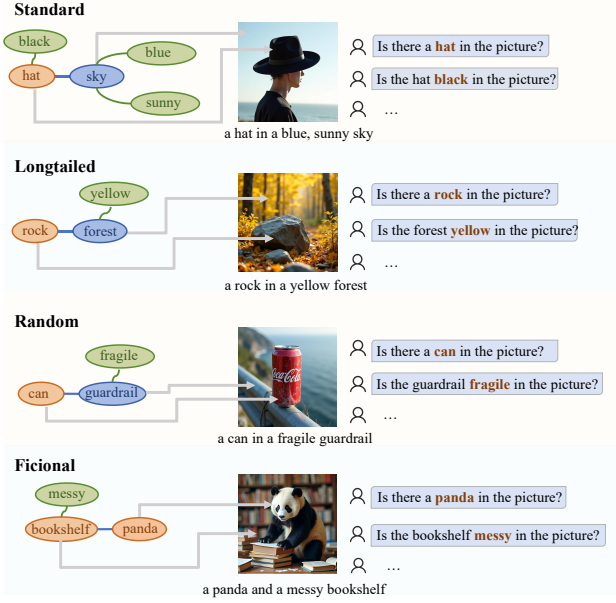 Standard
black
hat
sky
blue
sunny
Is there a hat in the picture?
Is the hat black in the picture?
...
a hat in a blue, sunny sky
Longtailed
yellow
rock
forest
Is there a rock in the picture?
Is the forest yellow in the picture?
...
a rock in a yellow forest
Random
fragile
can
guardrail
Coca-Cola
Is there a can in the picture?
Is the guardrail fragile in the picture?
...
a can in a fragile guardrail
Ficional
messy
bookshelf
panda
Is there a panda in the picture?
Is the bookshelf messy in the picture?
...
a panda and a messy bookshelf